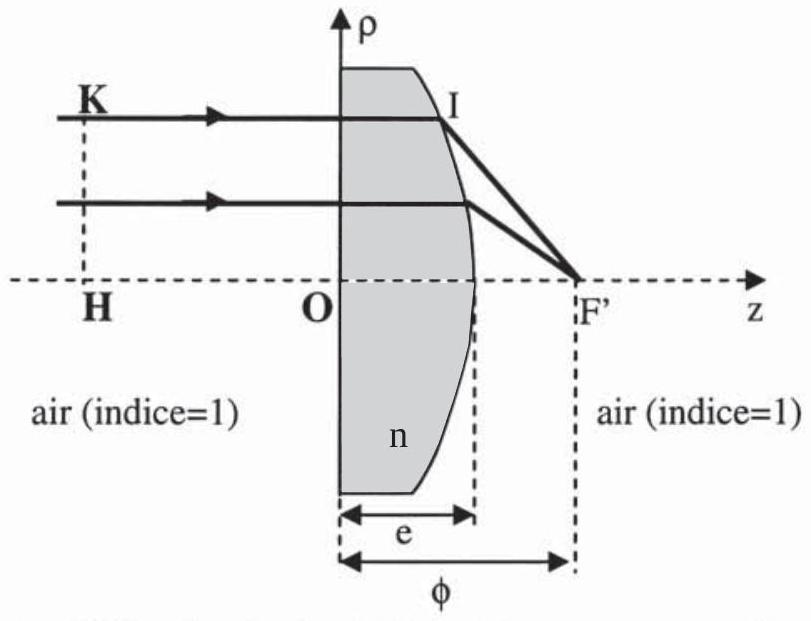 ρ
K
I
H
O
F'
z
air (indice=1)
air (indice=1)
n
e
ϕ